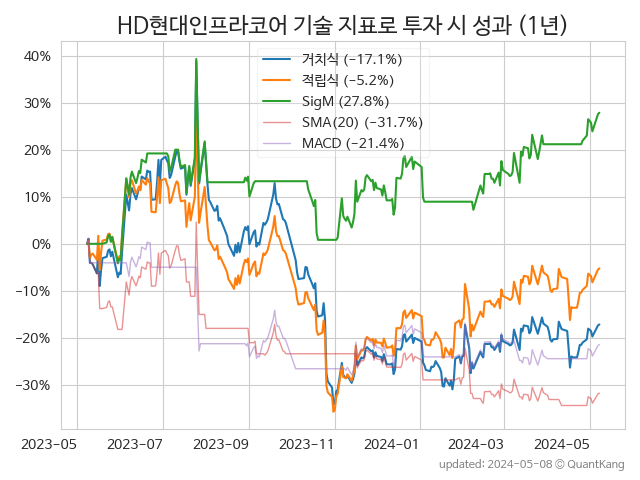 HD현대인프라코어 기술 지표로 투자 시 성과 (1년)
거치식 (−17.1%)
적립식 (−5.2%)
SigM (27.8%)
SMA(20) (−31.7%)
MACD (−21.4%)
40%
30%
20%
10%
0%
−10%
−20%
−30%
2023-05 2023-07 2023-09 2023-11 2024-01 2024-03 2024-05
updated: 2024-05-08 © QuantKang